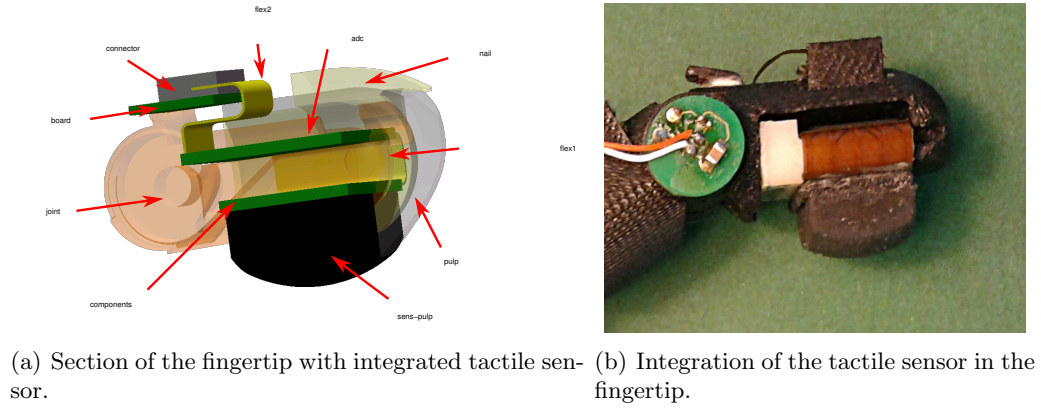 flex2
connector
adc
nail
board
flex1
joint
pulp
components
sens-pulp
(a) Section of the fingertip with integrated tactile sen-
sor.
(b) Integration of the tactile sensor in the
fingertip.